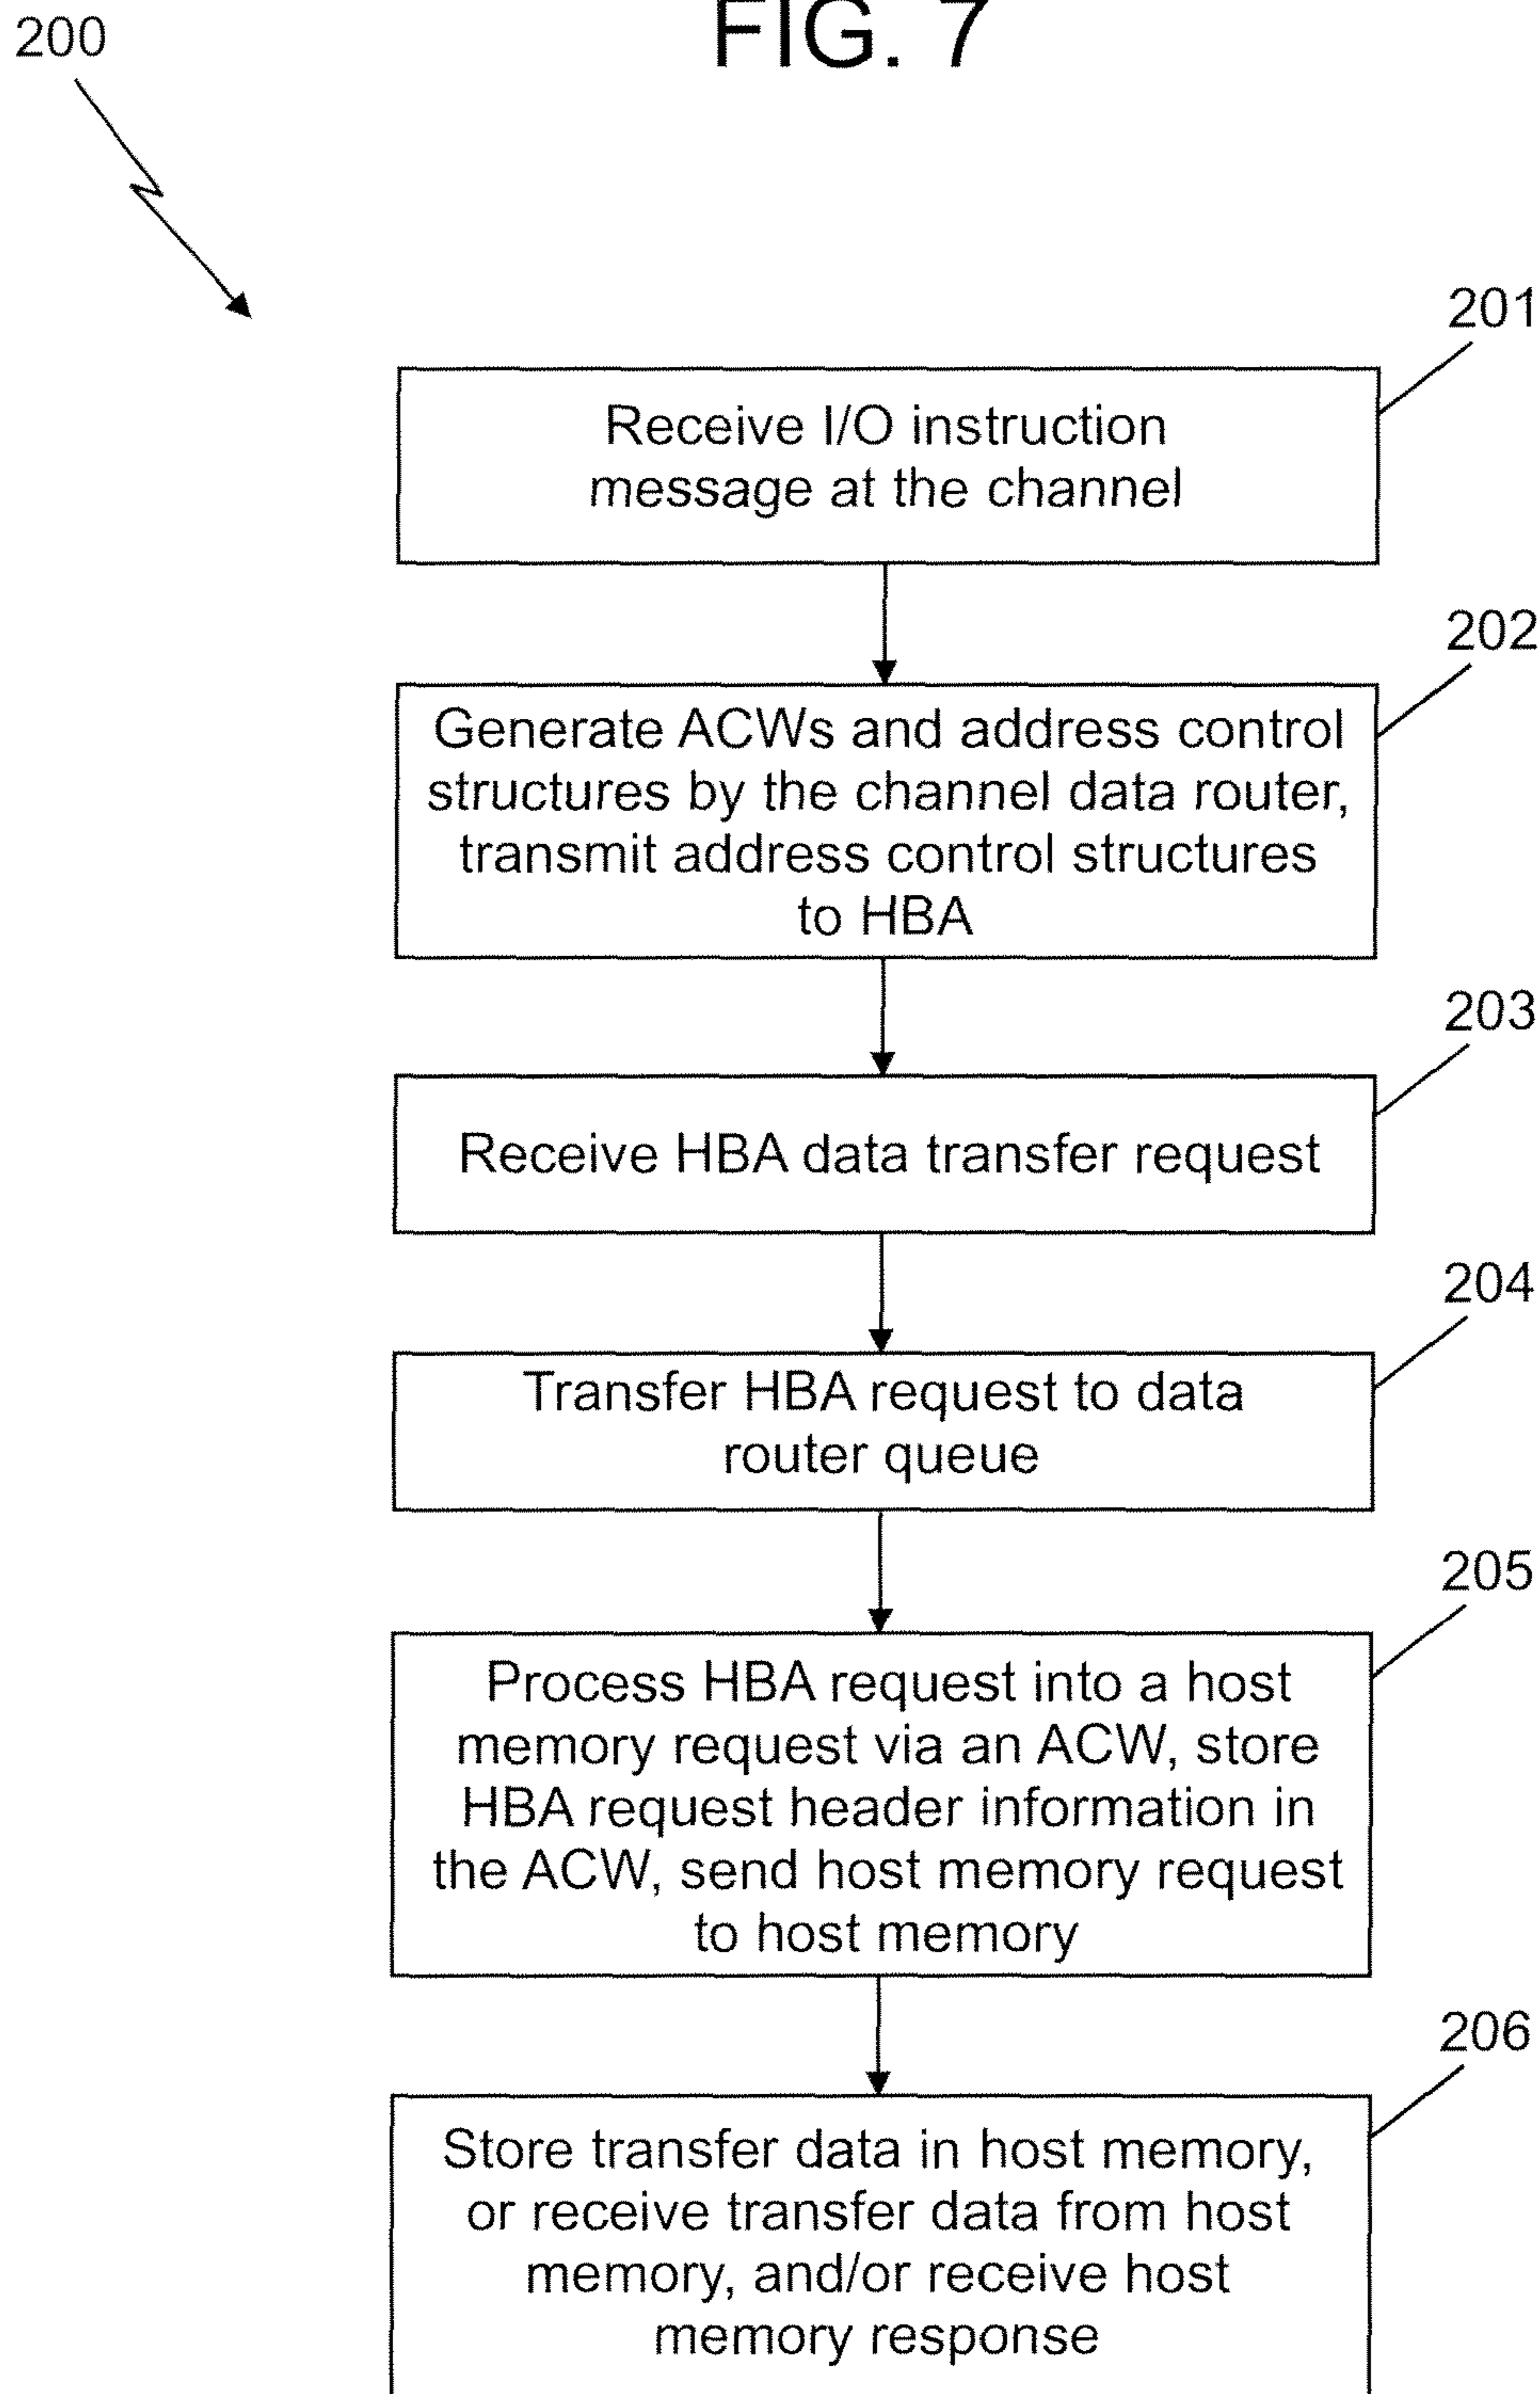 FIG. 7
200
201
Receive I/O instruction
message at the channel
202
Generate ACWs and address control
structures by the channel data router,
transmit address control structures
to HBA
203
Receive HBA data transfer request
204
Transfer HBA request to data
router queue
205
Process HBA request into a host
memory request via an ACW, store
HBA request header information in
the ACW, send host memory request
to host memory
206
Store transfer data in host memory,
or receive transfer data from host
memory, and/or receive host
memory response